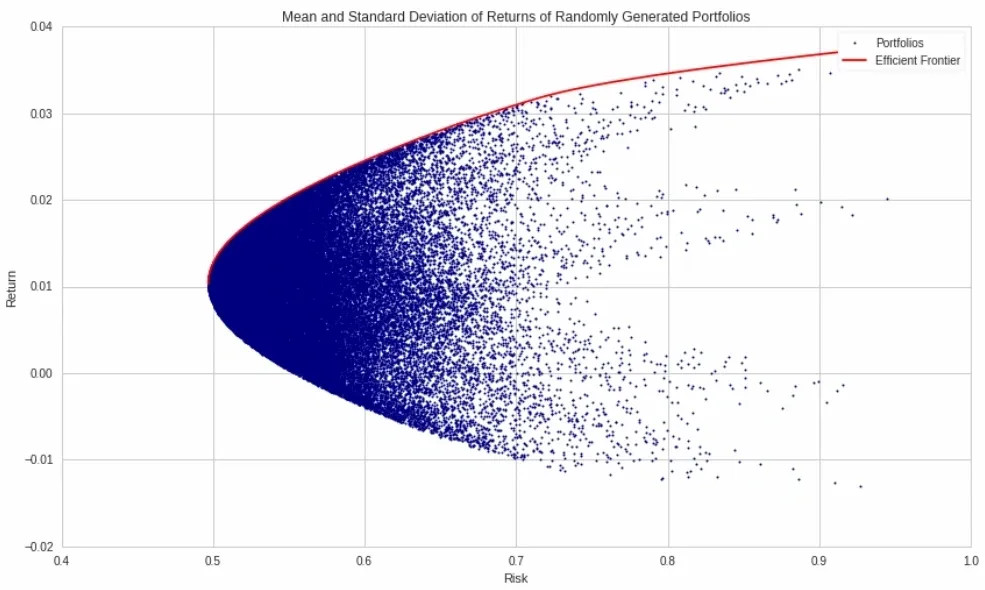 Mean and Standard Deviation of Returns of Randomly Generated Portfolios
Portfolios
Efficient Frontier
0.04
0.03
0.02
0.01
0.00
−0.01
−0.02
Return
0.4 0.5 0.6 0.7 0.8 0.9 1.0
Risk